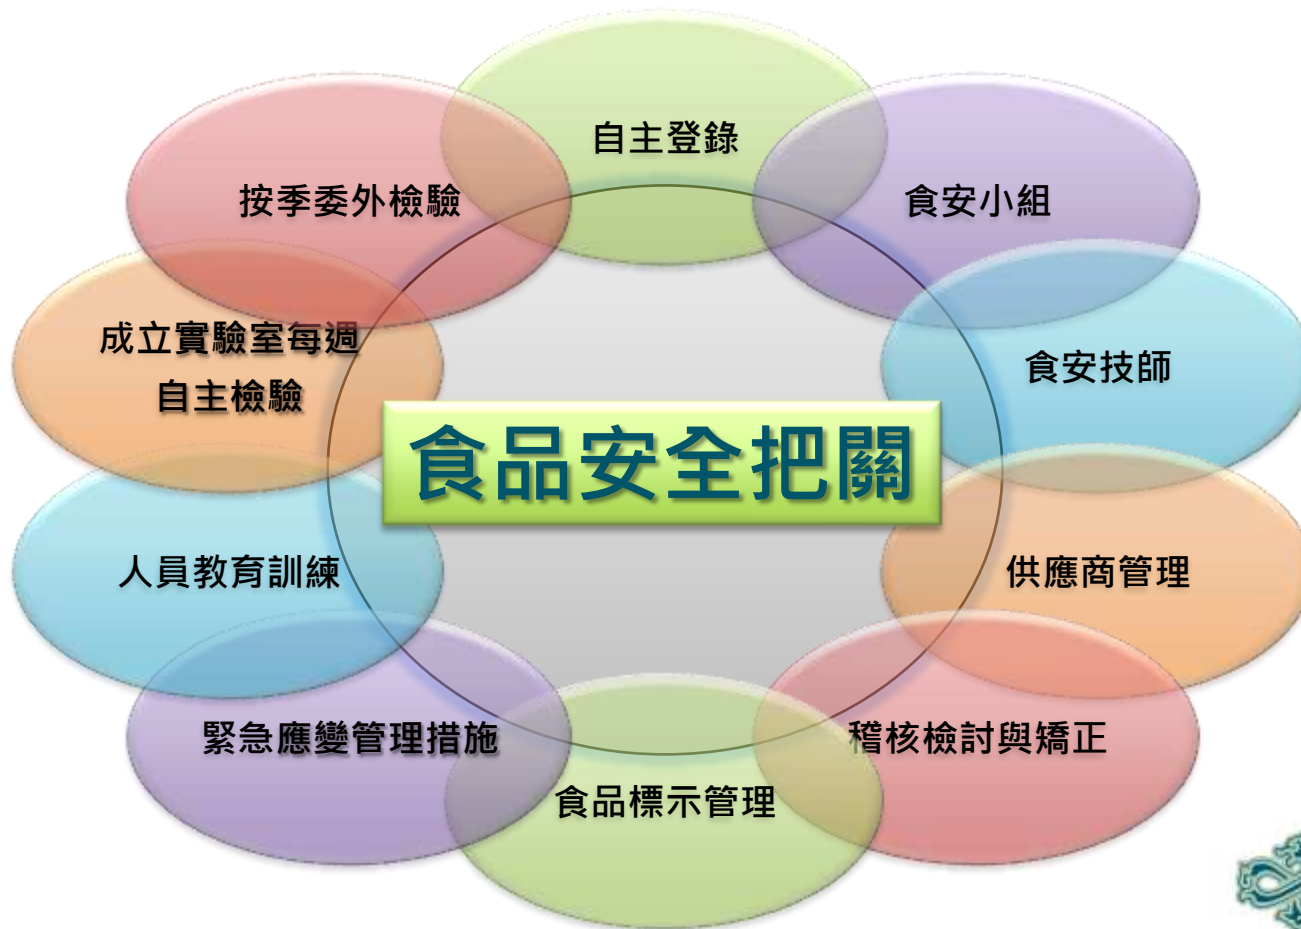 自主登錄
食安小組
食安技師
供應商管理
稽核檢討與矯正
食品標示管理
緊急應變管理措施
人員教育訓練
成立實驗室每週
自主檢驗
按季委外檢驗
食品安全把關